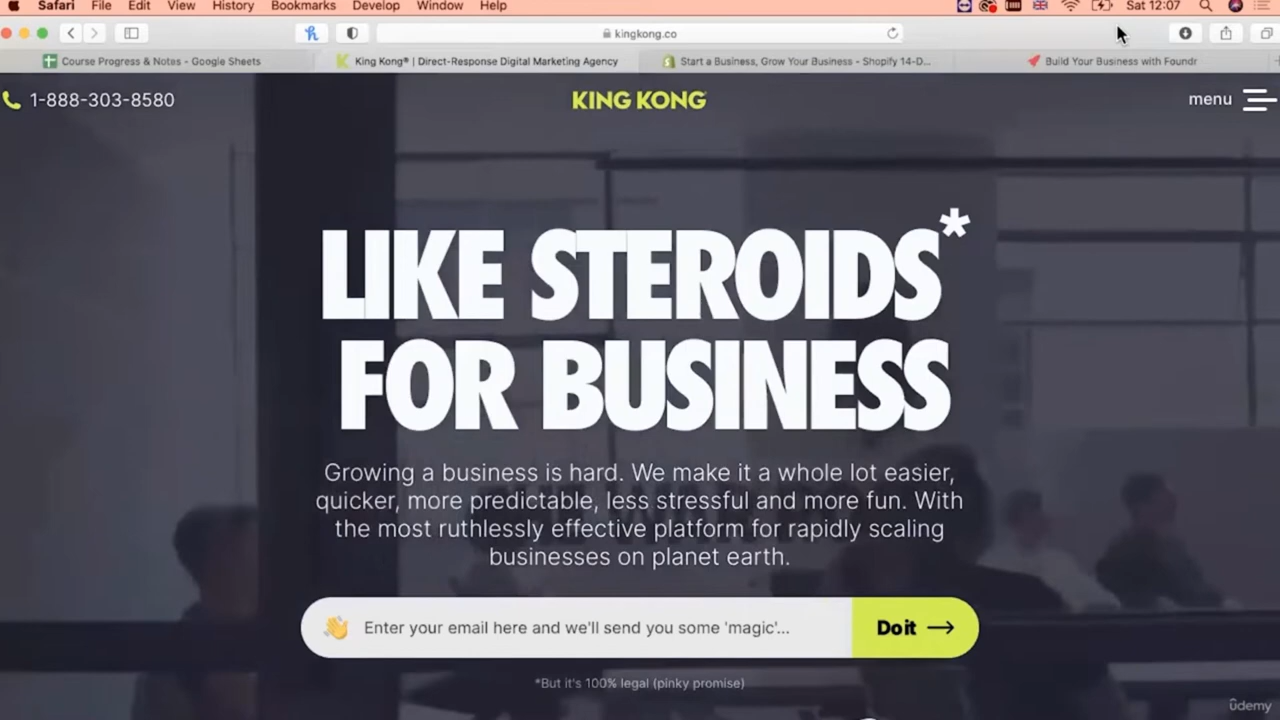 Safari File Edit View History Bookmarks Develop Window Help Sat 12:07
kingkong.co
Course Progress & Notes - Google Sheets
King Kong® | Direct-Response Digital Marketing Agency
Start a Business, Grow Your Business - Shopify 14-D...
Build Your Business with Foundr
1-888-303-8580
KING KONG
menu
LIKE STEROIDS*
FOR BUSINESS
Growing a business is hard. We make it a whole lot easier,
quicker, more predictable, less stressful and more fun. With
the most ruthlessly effective platform for rapidly scaling
businesses on planet earth.
Enter your email here and we'll send you some 'magic'...
Do it →
*But it's 100% legal (pinky promise)
ûdemy